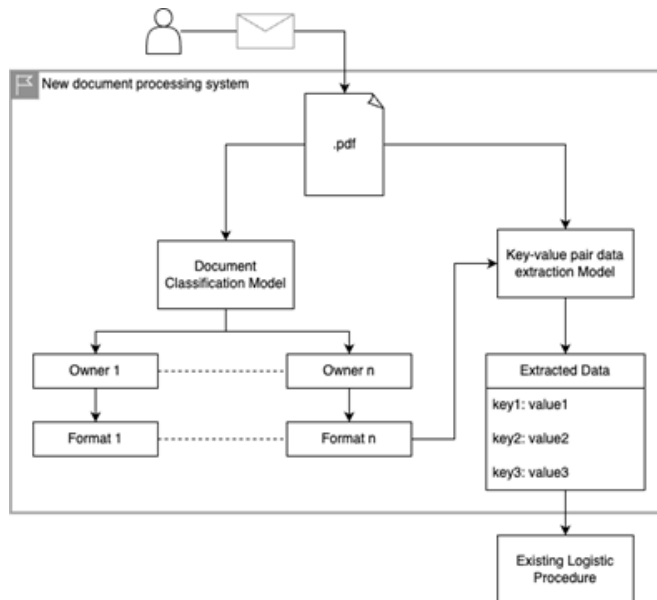 New document processing system
.pdf
Document
Classification Model
Key-value pair data
extraction Model
Owner 1
Owner n
Extracted Data
Format 1
Format n
key1: value1
key2: value2
key3: value3
Existing Logistic
Procedure